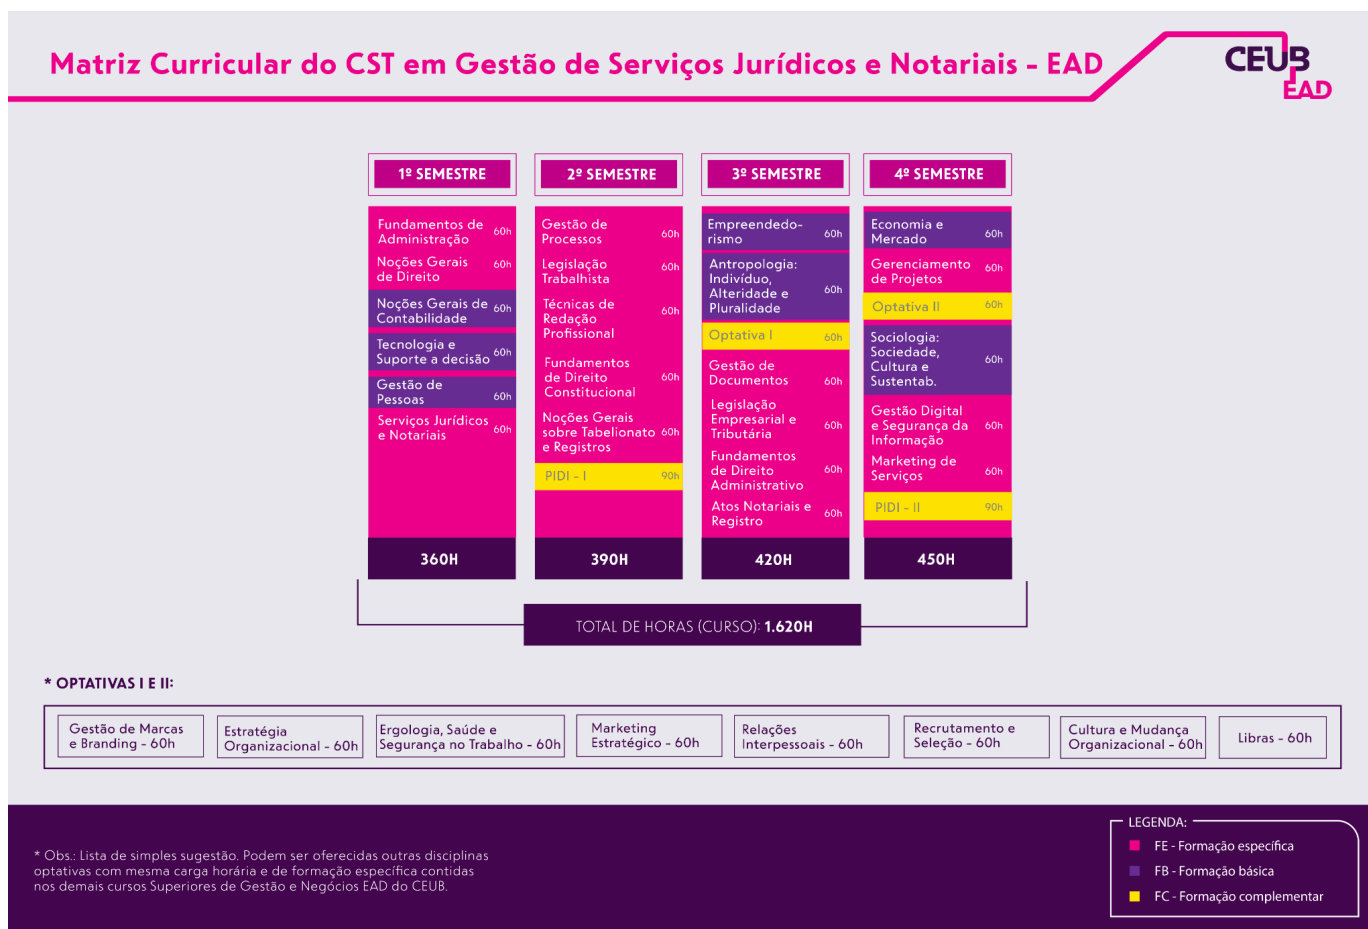 Matriz Curricular do CST em Gestão de Serviços Jurídicos e Notariais - EAD
CEUB
EAD
1º SEMESTRE
Fundamentos de
Administração 60h
Noções Gerais
de Direito 60h
Noções Gerais de
Contabilidade 60h
Tecnologia e
Suporte a decisão 60h
Gestão de
Pessoas 60h
Serviços Jurídicos
e Notariais 60h
360H
2º SEMESTRE
Gestão de
Processos 60h
Legislação
Trabalhista 60h
Técnicas de
Redação 60h
Profissional
Fundamentos
de Direito 60h
Constitucional
Noções Gerais
sobre Tabelionato 60h
e Registros
PIDI - I 90h
390H
3º SEMESTRE
Empreendedo-
rismo 60h
Antropologia:
Indivíduo,
Alteridade e 60h
Pluralidade
Optativa I 60h
Gestão de
Documentos 60h
Legislação
Empresarial e 60h
Tributária
Fundamentos
de Direito 60h
Administrativo
Atos Notariais e
Registro 60h
420H
4º SEMESTRE
Economia e
Mercado 60h
Gerenciamento
de Projetos 60h
Optativa II 60h
Sociologia:
Sociedade,
Cultura e 60h
Sustentab.
Gestão Digital
e Segurança da 60h
Informação
Marketing de
Serviços 60h
PIDI - II 90h
450H
TOTAL DE HORAS (CURSO): 1.620H
* OPTATIVAS I E II:
Gestão de Marcas
e Branding - 60h
Estratégia
Organizacional - 60h
Ergologia, Saúde e
Segurança no Trabalho - 60h
Marketing
Estratégico - 60h
Relações
Interpessoais - 60h
Recrutamento e
Seleção - 60h
Cultura e Mudança
Organizacional - 60h
Libras - 60h
* Obs.: Lista de simples sugestão. Podem ser oferecidas outras disciplinas
optativas com mesma carga horária e de formação específica contidas
nos demais cursos Superiores de Gestão e Negócios EAD do CEUB.
LEGENDA:
FE - Formação específica
FB - Formação básica
FC - Formação complementar